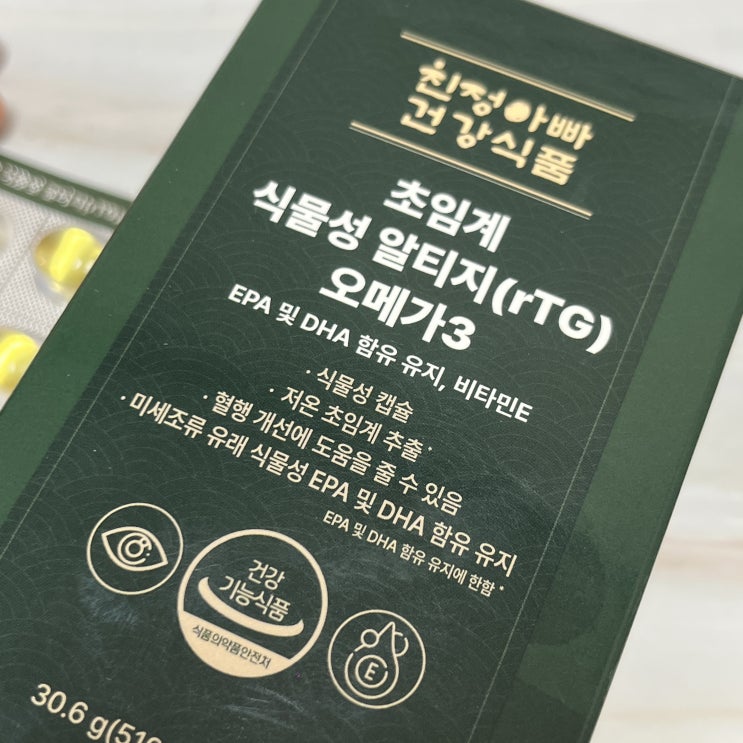 친정아빠
건강식품
초임계
식물성 알티지(rTG)
오메가3
EPA 및 DHA 함유 유지, 비타민E
· 식물성 캡슐
· 저온 초임계 추출*
· 혈행 개선에 도움을 줄 수 있음
· 미세조류 유래 식물성 EPA 및 DHA 함유 유지
EPA 및 DHA 함유 유지에 한함*
건강
기능식품
식품의약품안전처
E
30.6 g(516